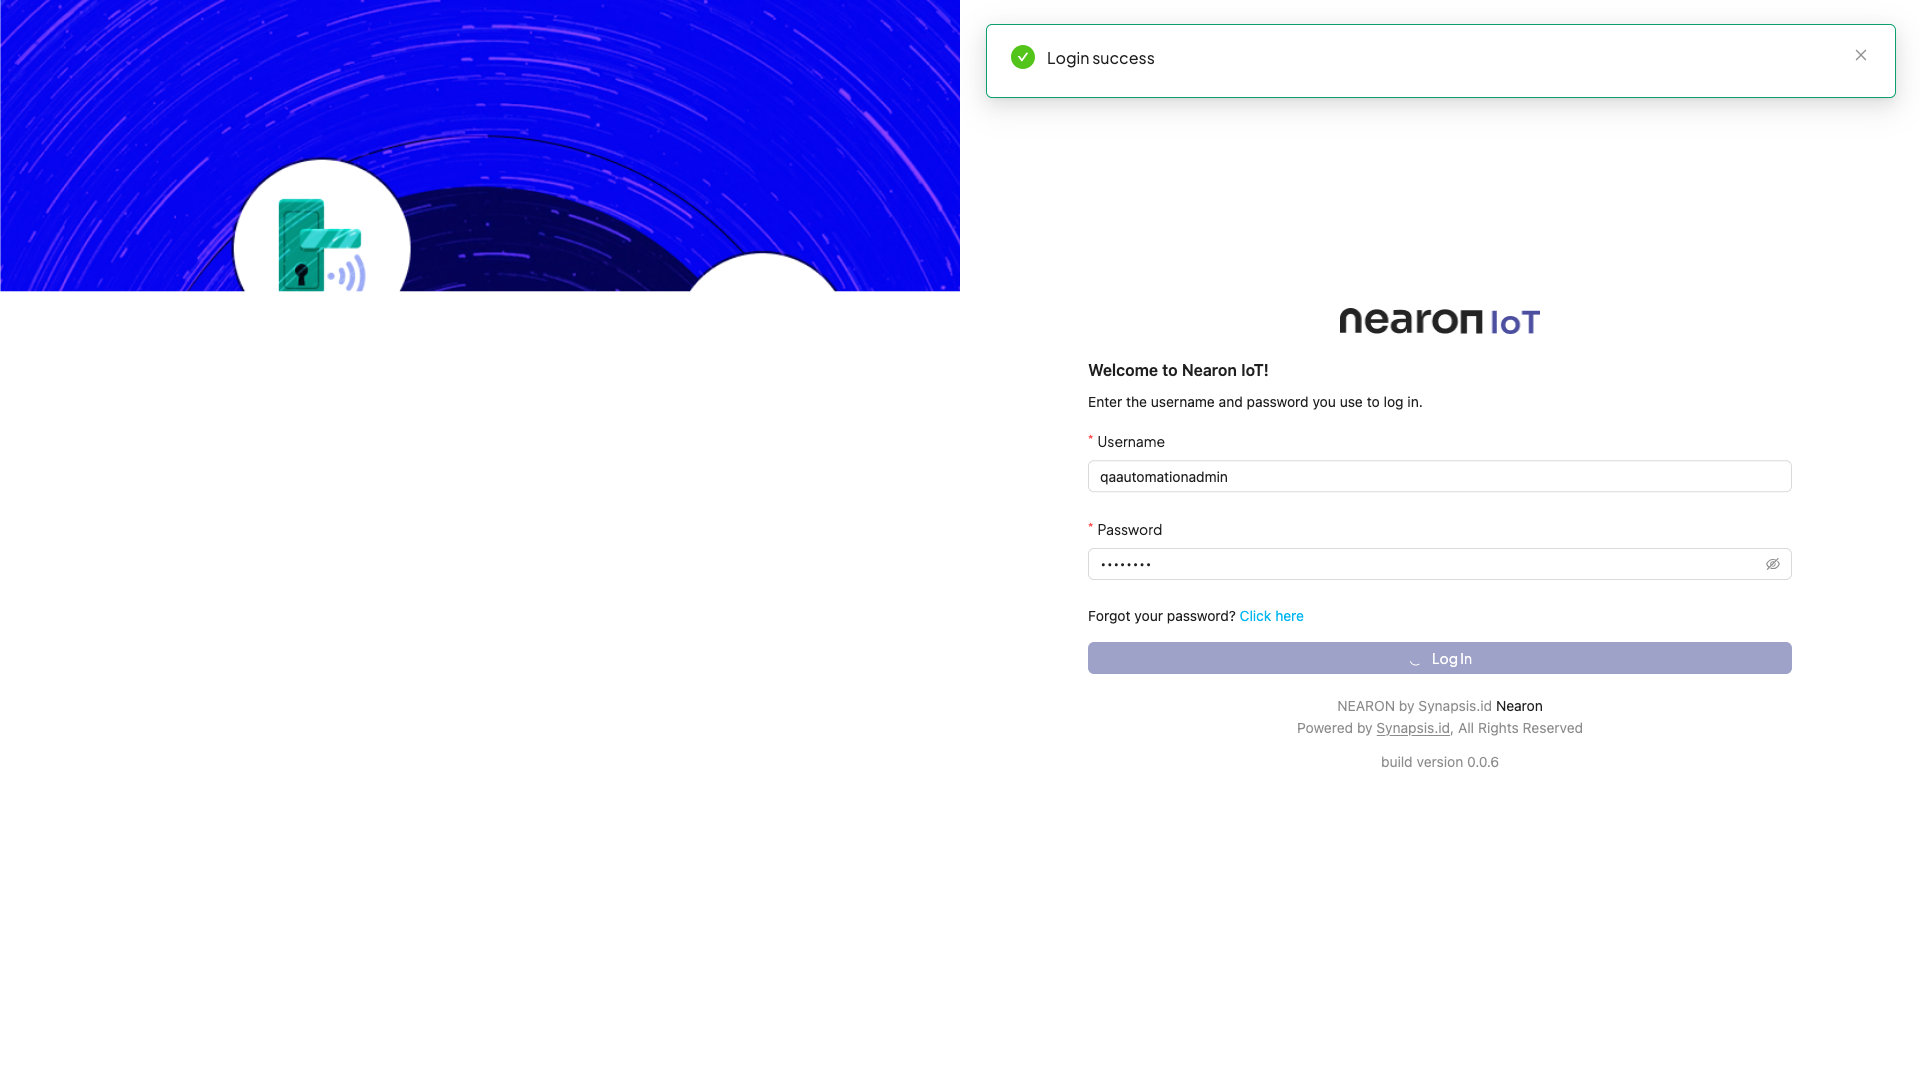 Login success
nearon IoT
Welcome to Nearon IoT!
Enter the username and password you use to log in.
* Username
qaautomationadmin
* Password
••••••••
Forgot your password? Click here
Log In
NEARON by Synapsis.id Nearon
Powered by Synapsis.id, All Rights Reserved
build version 0.0.6